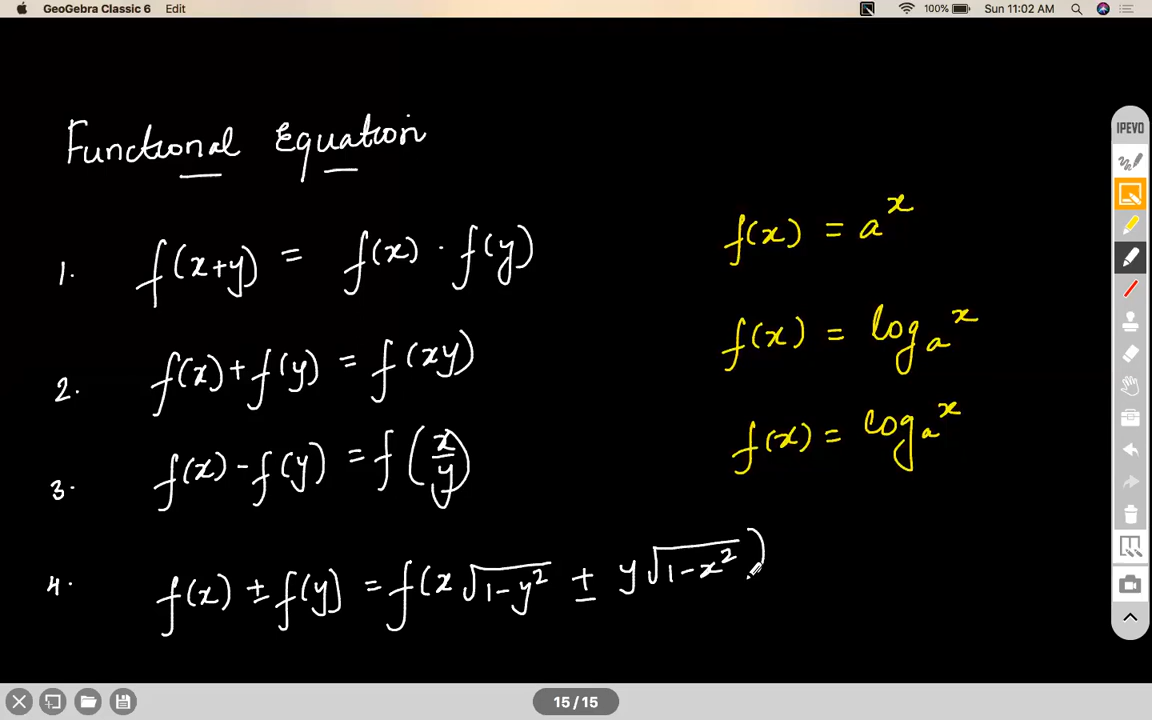 GeoGebra Classic 6 Edit 100% Sun 11:02 AM
Functional Equation
IPEVO
1. f(x+y) = f(x) · f(y) f(x) = a^x
2. f(x) + f(y) = f(xy) f(x) = log_a x
3. f(x) - f(y) = f(x/y) f(x) = log_a x
4. f(x) ± f(y) = f(x√(1-y²) ± y√(1-x²))
15 / 15